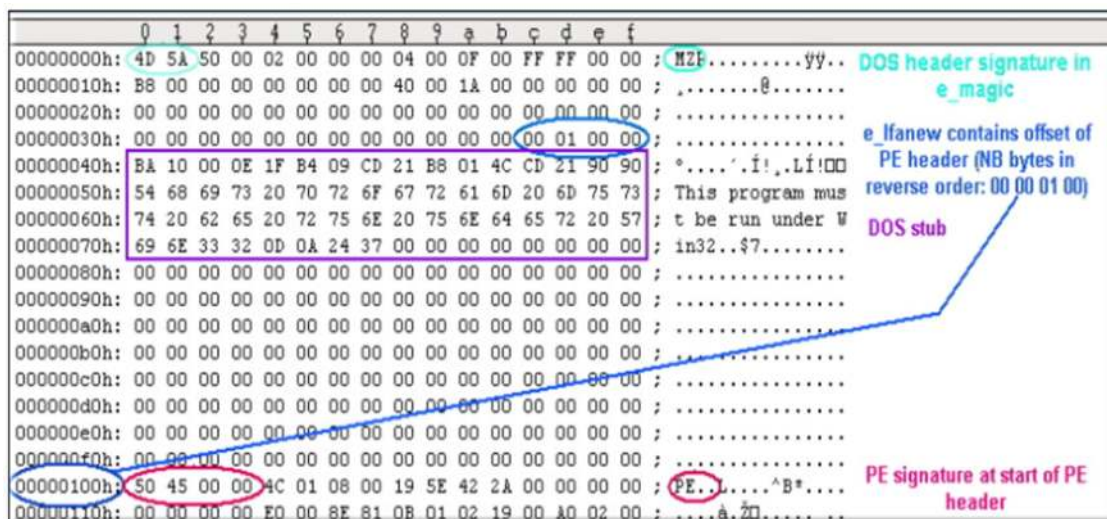 0 1 2 3 4 5 6 7 8 9 a b c d e f
00000000h: 4D 5A 50 00 02 00 00 00 04 00 0F 00 FF FF 00 00 ; MZP.........ÿÿ..
DOS header signature in
e_magic
00000010h: B8 00 00 00 00 00 00 00 40 00 1A 00 00 00 00 00 ; ¸.......@.......
00000020h: 00 00 00 00 00 00 00 00 00 00 00 00 00 00 00 00 ; ................
00000030h: 00 00 00 00 00 00 00 00 00 00 00 00 00 01 00 00 ; ................
e_lfanew contains offset of
PE header (NB bytes in
reverse order: 00 00 01 00)
00000040h: BA 10 00 0E 1F B4 09 CD 21 B8 01 4C CD 21 90 90 ; º....´.Í!¸.LÍ!□□
00000050h: 54 68 69 73 20 70 72 6F 67 72 61 6D 20 6D 75 73 ; This program mus
00000060h: 74 20 62 65 20 72 75 6E 20 75 6E 64 65 72 20 57 ; t be run under W
DOS stub
00000070h: 69 6E 33 32 0D 0A 24 37 00 00 00 00 00 00 00 00 ; in32..$7........
00000080h: 00 00 00 00 00 00 00 00 00 00 00 00 00 00 00 00 ; ................
00000090h: 00 00 00 00 00 00 00 00 00 00 00 00 00 00 00 00 ; ................
000000a0h: 00 00 00 00 00 00 00 00 00 00 00 00 00 00 00 00 ; ................
000000b0h: 00 00 00 00 00 00 00 00 00 00 00 00 00 00 00 00 ; ................
000000c0h: 00 00 00 00 00 00 00 00 00 00 00 00 00 00 00 00 ; ................
000000d0h: 00 00 00 00 00 00 00 00 00 00 00 00 00 00 00 00 ; ................
000000e0h: 00 00 00 00 00 00 00 00 00 00 00 00 00 00 00 00 ; ................
000000f0h: 00 00 00 00 00 00 00 00 00 00 00 00 00 00 00 00 ; ................
00000100h: 50 45 00 00 4C 01 08 00 19 5E 42 2A 00 00 00 00 ; PE..L....^B*....
PE signature at start of PE
header
00000110h: 00 00 00 00 E0 00 8E 81 0B 01 02 19 00 A0 02 00 ; ....à.Ž□.....